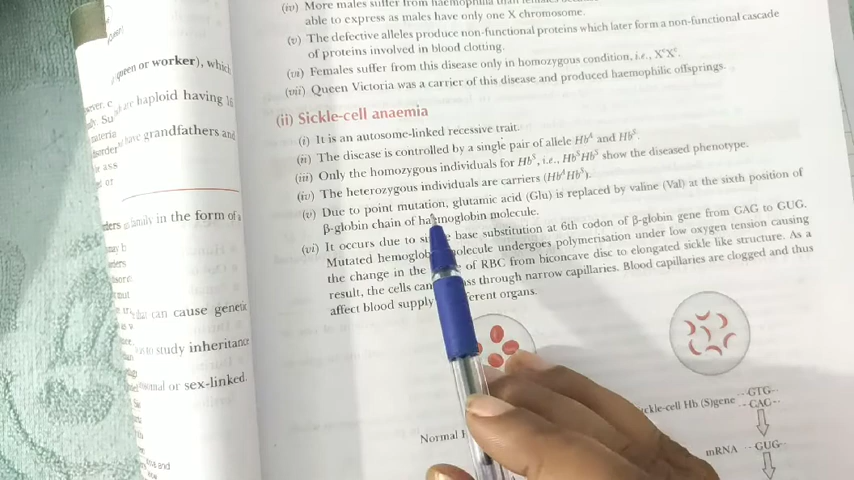 (iv) More males suffer from haemophilia than females
able to express as males have only one X chromosome.
(v) The defective alleles produce non-functional proteins which later form a non-functional cascade
of proteins involved in blood clotting.
(vi) Females suffer from this disease only in homozygous condition, i.e., XᶜXᶜ.
(vii) Queen Victoria was a carrier of this disease and produced haemophilic offsprings.
(ii) Sickle-cell anaemia
(i) It is an autosome-linked recessive trait.
(ii) The disease is controlled by a single pair of allele Hbᴬ and Hbˢ.
(iii) Only the homozygous individuals for Hbˢ, i.e., HbˢHbˢ show the diseased phenotype.
(iv) The heterozygous individuals are carriers (HbᴬHbˢ).
(v) Due to point mutation, glutamic acid (Glu) is replaced by valine (Val) at the sixth position of
β-globin chain of haemoglobin molecule.
(vi) It occurs due to base substitution at 6th codon of β-globin gene from GAG to GUG.
Mutated hemoglobin molecule undergoes polymerisation under low oxygen tension causing
the change in the of RBC from biconcave disc to elongated sickle like structure. As a
result, the cells through narrow capillaries. Blood capillaries are clogged and thus
affect blood supply organs.
Normal
Hb (S)gene
··GTG··
··CAC··
mRNA ··GUG··
queen or worker), which
are haploid having 16
have grandfathers and
family in the form of a
can cause genetic
to study inheritance
or sex-linked.